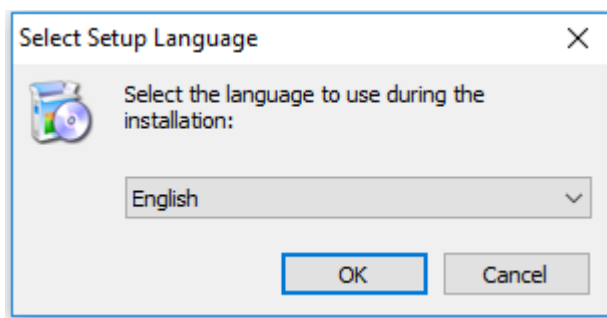 Select Setup Language
Select the language to use during the
installation:
English
OK
Cancel